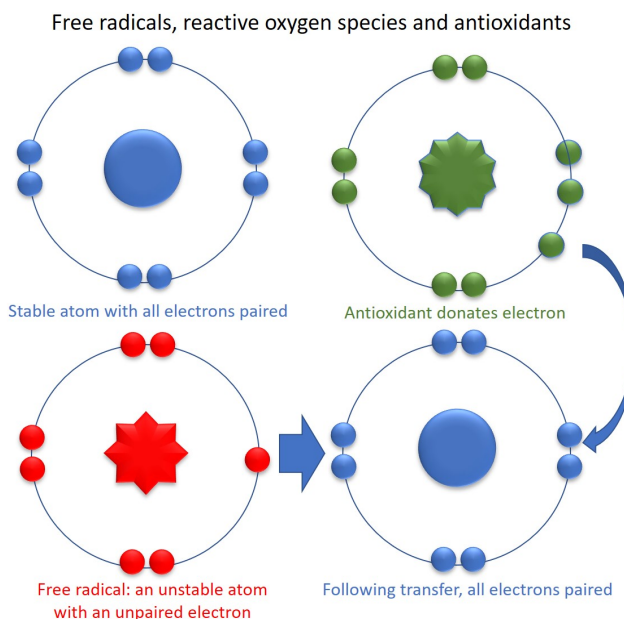 Free radicals, reactive oxygen species and antioxidants
Stable atom with all electrons paired
Antioxidant donates electron
Free radical: an unstable atom
with an unpaired electron
Following transfer, all electrons paired